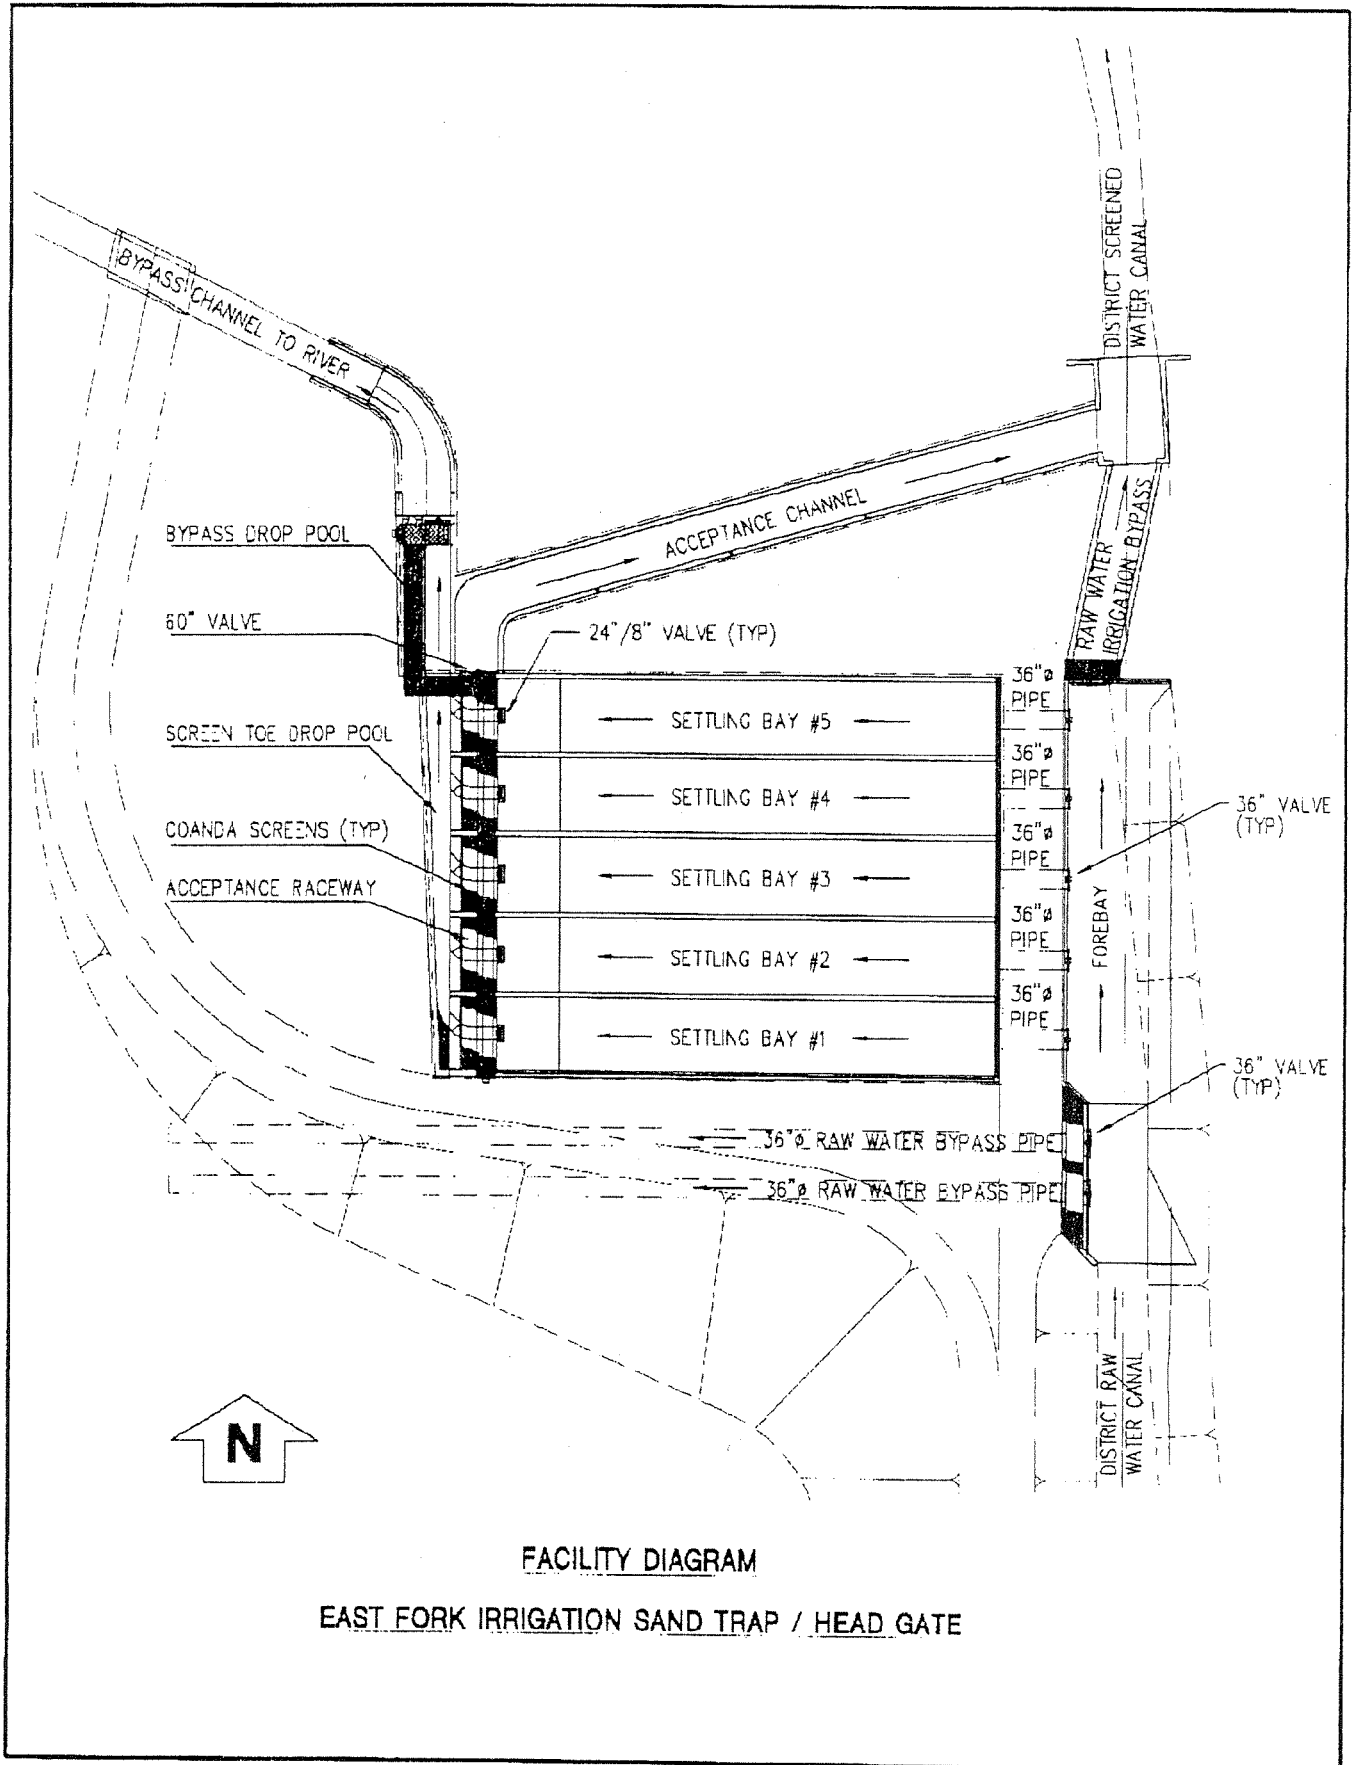 DISTRICT SCREENED
WATER CANAL
BYPASS CHANNEL TO RIVER
BYPASS DROP POOL
ACCEPTANCE CHANNEL
RAW WATER
IRRIGATION BYPASS
60" VALVE
24"/8" VALVE (TYP)
36"ø
PIPE
SETTLING BAY #5
SCREEN TOE DROP POOL
36"ø
PIPE
SETTLING BAY #4
36" VALVE
(TYP)
COANDA SCREENS (TYP)
36"ø
PIPE
SETTLING BAY #3
ACCEPTANCE RACEWAY
36"ø
PIPE
FOREBAY
SETTLING BAY #2
36"ø
PIPE
SETTLING BAY #1
36" VALVE
(TYP)
36"ø RAW WATER BYPASS PIPE
36"ø RAW WATER BYPASS PIPE
DISTRICT RAW
WATER CANAL
N
FACILITY DIAGRAM
EAST FORK IRRIGATION SAND TRAP / HEAD GATE